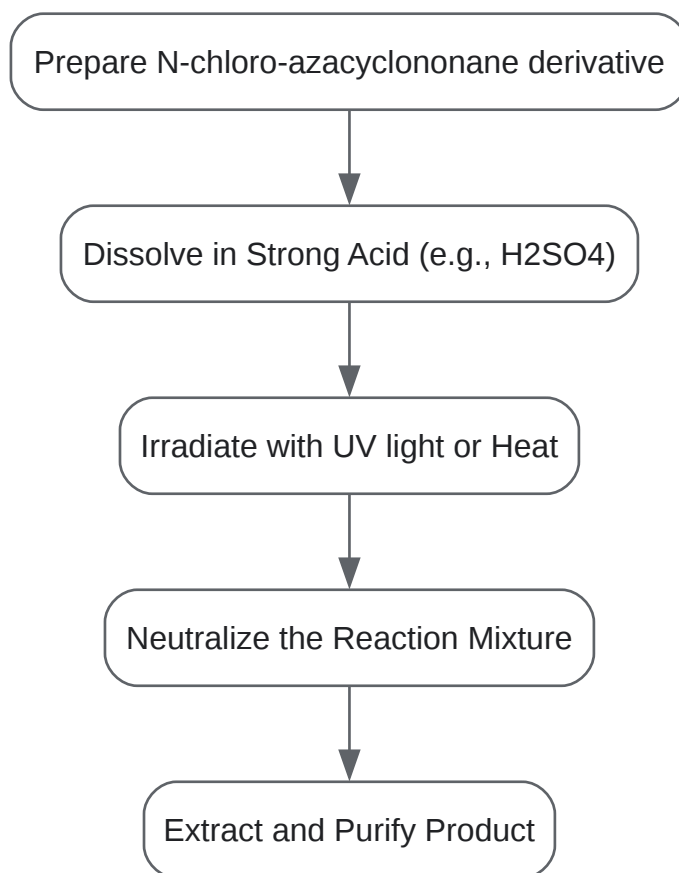 Prepare N-chloro-azacyclononane derivative
Dissolve in Strong Acid (e.g., H2SO4)
Irradiate with UV light or Heat
Neutralize the Reaction Mixture
Extract and Purify Product